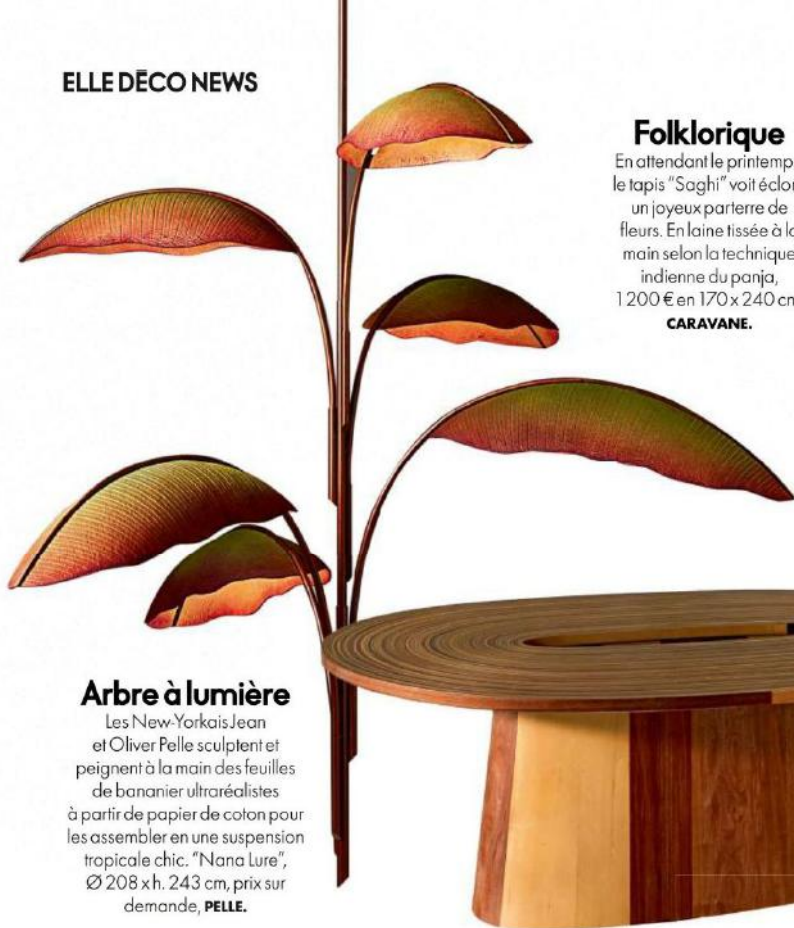 ELLE DĒCO NEWS
Folklorique
En attendant le printemp
le tapis "Saghi" voit éclor
un joyeux parterre de
fleurs. En laine tissée à la
main selon la technique
indienne du panja,
1 200 € en 170 x 240 cm
CARAVANE.
Arbre à lumière
Les New-Yorkais Jean
et Oliver Pelle sculptent et
peignent à la main des feuilles
de bananier ultraréalistes
à partir de papier de coton pour
les assembler en une suspension
tropicale chic. "Nana Lure",
Ø 208 x h. 243 cm, prix sur
demande, PELLE.